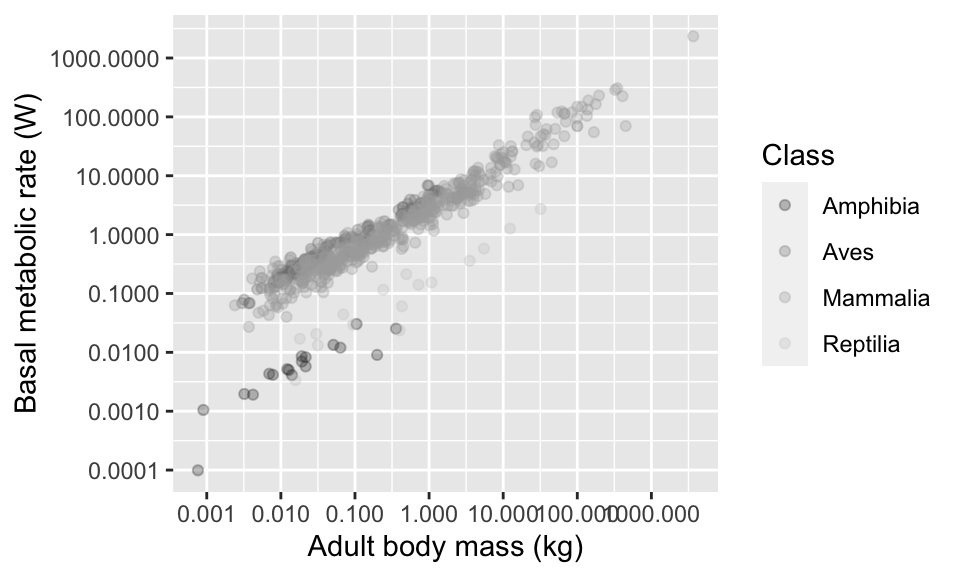 Basal metabolic rate (W)
1000.0000
100.0000
10.0000
1.0000
0.1000
0.0100
0.0010
0.0001
0.001 0.010 0.100 1.000 10.000 100.000 1000.000
Adult body mass (kg)
Class
Amphibia
Aves
Mammalia
Reptilia